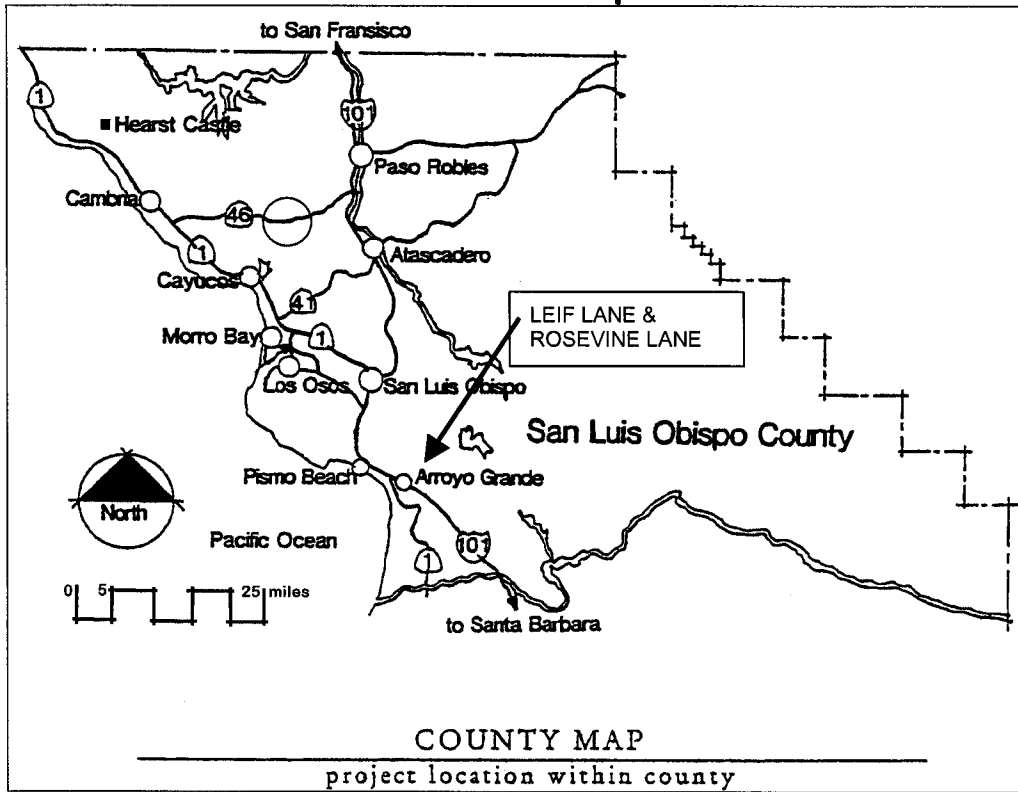 to San Fransisco
1
101
Hearst Castle
Paso Robles
Cambria
46
1
Atascadero
Cayucos
41
LEIF LANE &
ROSEVINE LANE
Morro Bay
1
Los Osos
San Luis Obispo
San Luis Obispo County
Pismo Beach
Arroyo Grande
North
Pacific Ocean
101
1
0 5 25 miles
to Santa Barbara
COUNTY MAP
project location within county